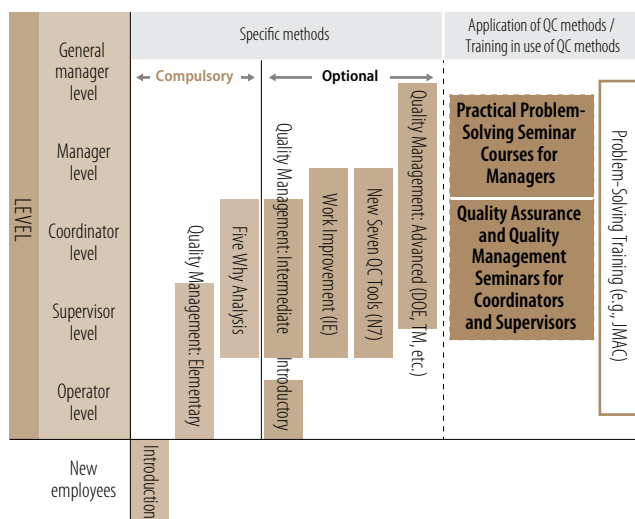 Specific methods
Application of QC methods /
Training in use of QC methods
LEVEL
General
manager
level
Manager
level
Coordinator
level
Supervisor
level
Operator
level
New
employees
Compulsory
Optional
Introduction
Quality Management: Elementary
Five Why Analysis
Quality Management: Intermediate
Introductory
Work Improvement (IE)
New Seven QC Tools (N7)
Quality Management: Advanced (DOE, TM, etc.)
Practical Problem-
Solving Seminar
Courses for
Managers
Quality Assurance
and Quality
Management
Seminars for
Coordinators
and Supervisors
Problem-Solving Training (e.g., JMAC)